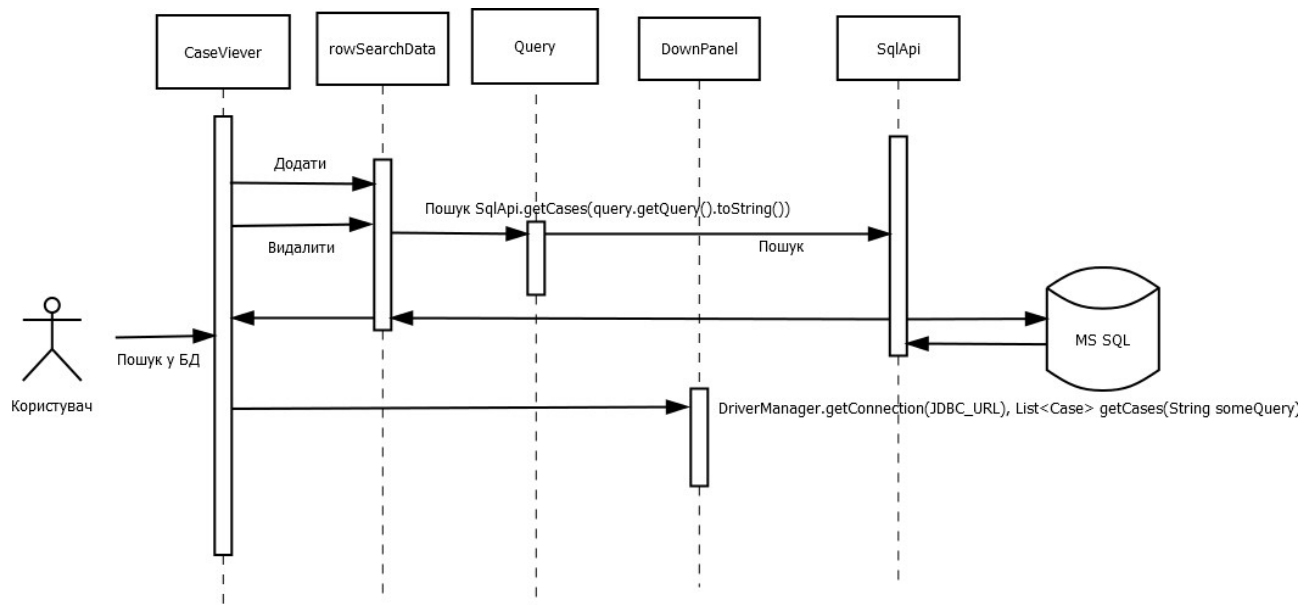 CaseViever
rowSearchData
Query
DownPanel
SqlApi
Додати
Пошук SqlApi.getCases(query.getQuery().toString())
Видалити
Пошук
MS SQL
Пошук у БД
Користувач
DriverManager.getConnection(JDBC_URL), List<Case> getCases(String someQuery)